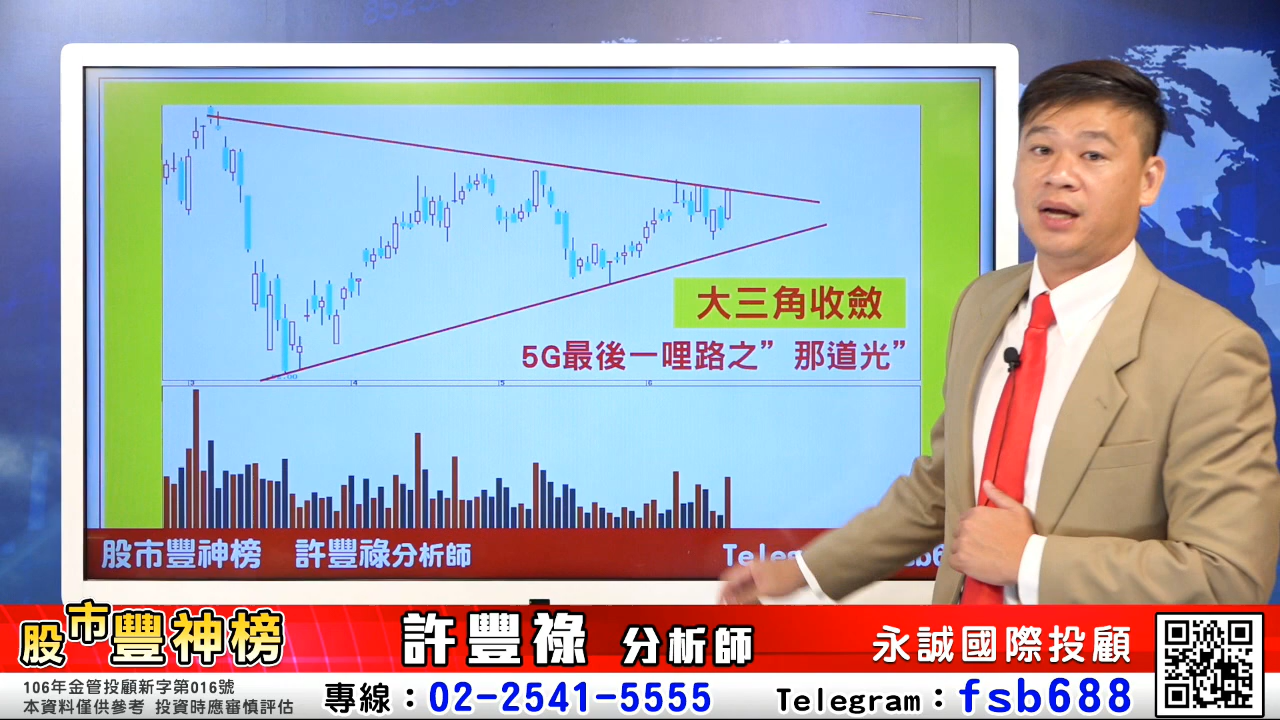 大三角收斂
5G最後一哩路之”那道光”
3
4
5
6
股市豐神榜 許豐祿分析師
股市豐神榜
許豐祿 分析師
永誠國際投顧
106年金管投顧新字第016號
本資料僅供參考 投資時應審慎評估
專線：02-2541-5555
Telegram：fsb688